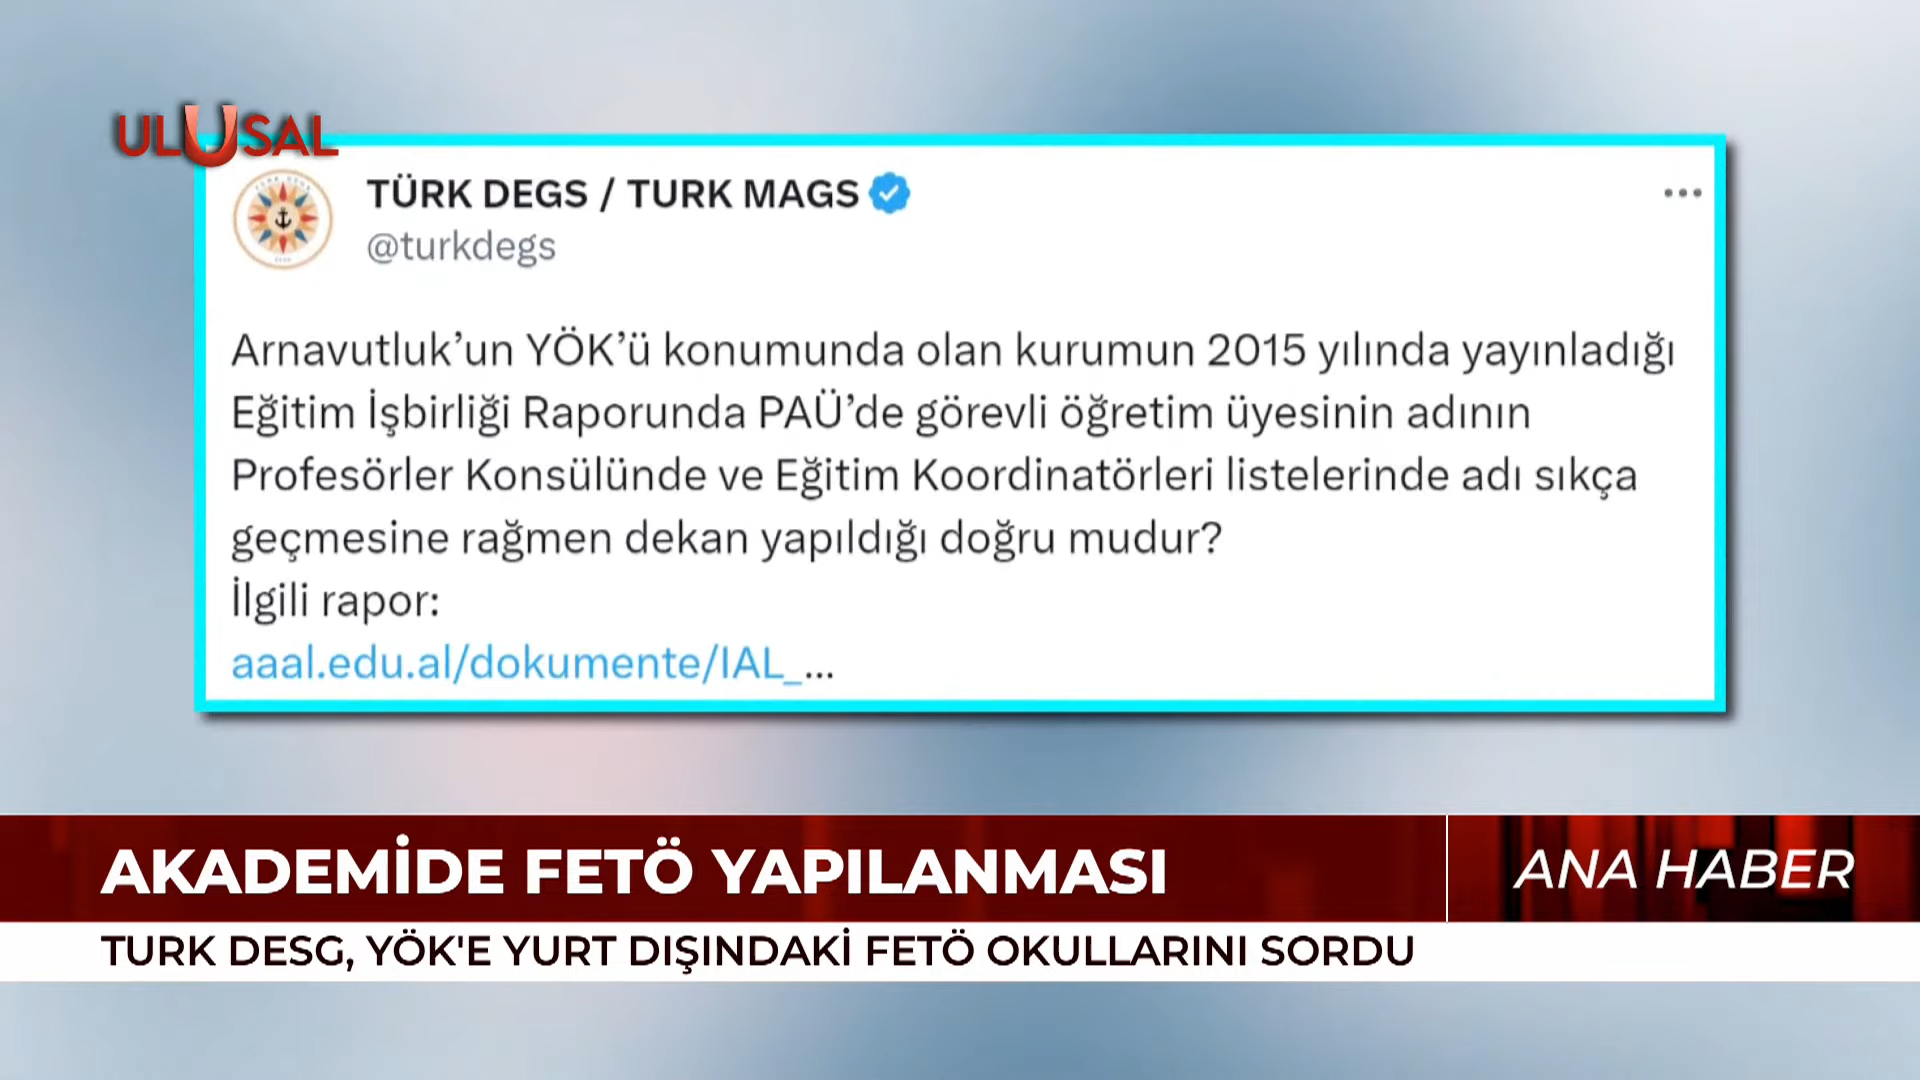 ULUSAL
TÜRK DEGS / TURK MAGS
@turkdegs
Arnavutluk’un YÖK’ü konumunda olan kurumun 2015 yılında yayınladığı
Eğitim İşbirliği Raporunda PAÜ’de görevli öğretim üyesinin adının
Profesörler Konsülünde ve Eğitim Koordinatörleri listelerinde adı sıkça
geçmesine rağmen dekan yapıldığı doğru mudur?
İlgili rapor:
aaal.edu.al/dokumente/IAL_...
AKADEMİDE FETÖ YAPILANMASI
ANA HABER
TURK DESG, YÖK'E YURT DIŞINDAKİ FETÖ OKULLARINI SORDU